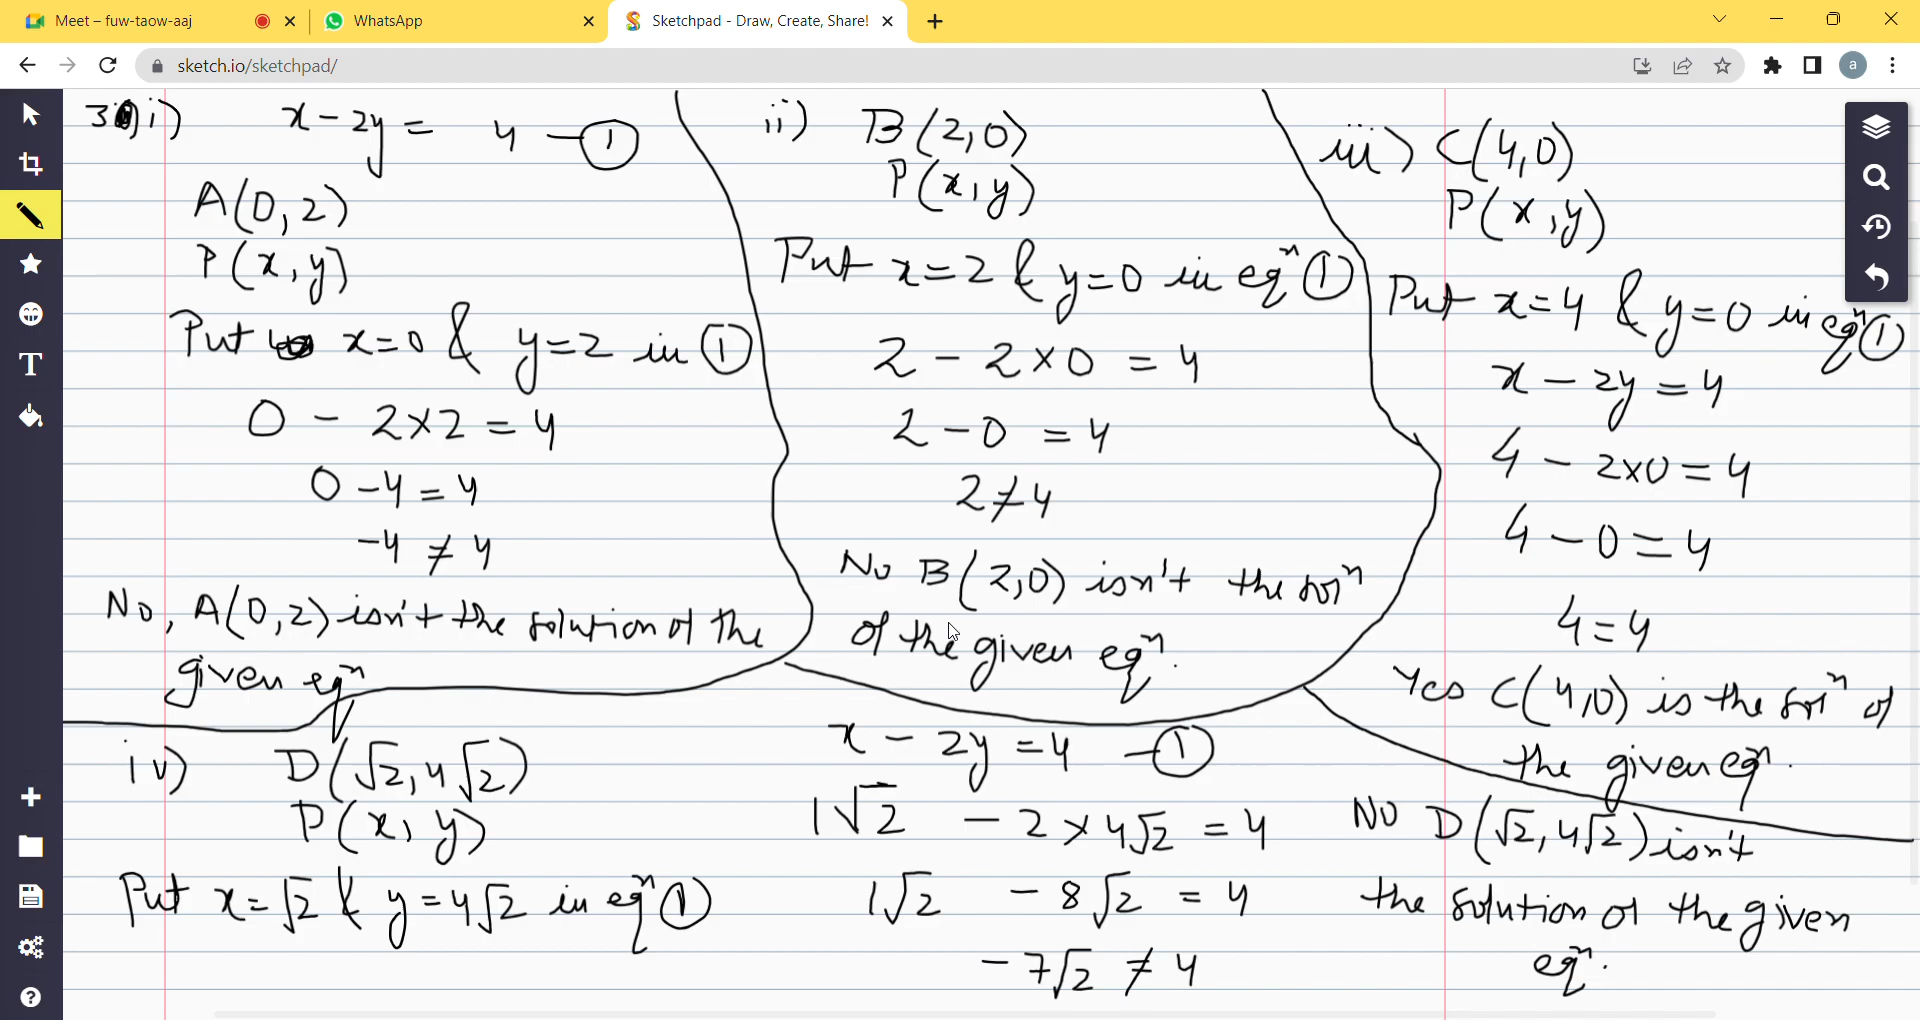 Meet – fuw-taow-aaj
WhatsApp
Sketchpad - Draw, Create, Share!
sketch.io/sketchpad/
a
3 i) x - 2y = 4 — ①
A(0,2)
P(x,y)
Put x=0 & y=2 in ①
0 - 2×2 = 4
0 - 4 = 4
-4 ≠ 4
No, A(0,2) isn't the solution of the
given eqⁿ
ii) B(2,0)
P(x,y)
Put x=2 & y=0 in eqⁿ ①
2 - 2×0 = 4
2 - 0 = 4
2 ≠ 4
No B(2,0) isn't the solⁿ
of the given eqⁿ.
iii) C(4,0)
P(x,y)
Put x=4 & y=0 in eqⁿ ①
x - 2y = 4
4 - 2×0 = 4
4 - 0 = 4
4 = 4
Yes C(4,0) is the solⁿ of
the given eqⁿ.
iv) D(√2, 4√2)
P(x, y)
Put x=√2 & y=4√2 in eqⁿ ①
x - 2y = 4 — ①
1√2 - 2 × 4√2 = 4
1√2 - 8√2 = 4
-7√2 ≠ 4
No D(√2, 4√2) isn't
the solution of the given
eqⁿ.
T